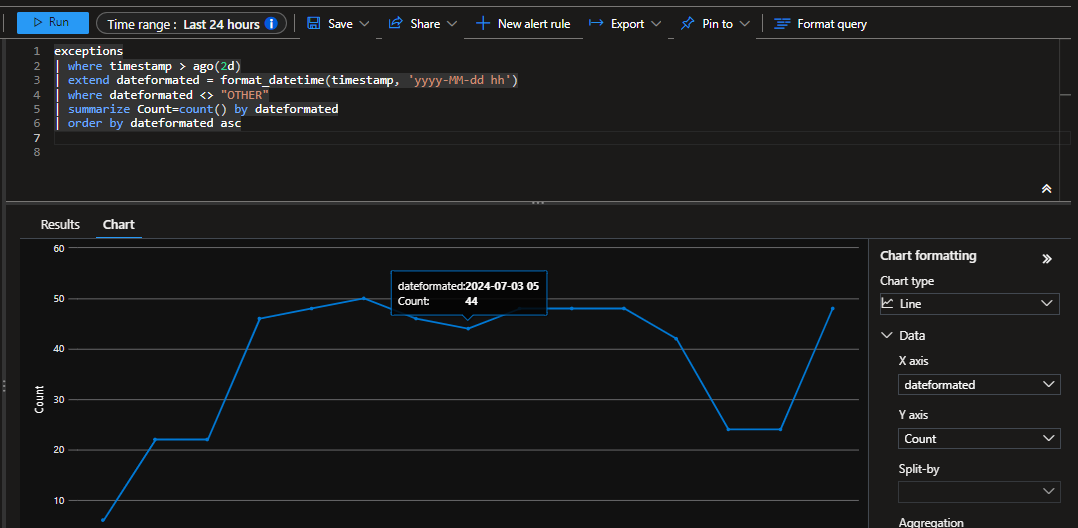 Run
Time range : Last 24 hours
Save
Share
New alert rule
Export
Pin to
Format query
1 exceptions
2 | where timestamp > ago(2d)
3 | extend dateformated = format_datetime(timestamp, 'yyyy-MM-dd hh')
4 | where dateformated <> "OTHER"
5 | summarize Count=count() by dateformated
6 | order by dateformated asc
7
8
Results Chart
60
50
40
30
20
10
Count
dateformated:2024-07-03 05
Count: 44
Chart formatting
Chart type
Line
Data
X axis
dateformated
Y axis
Count
Split-by
Aggregation